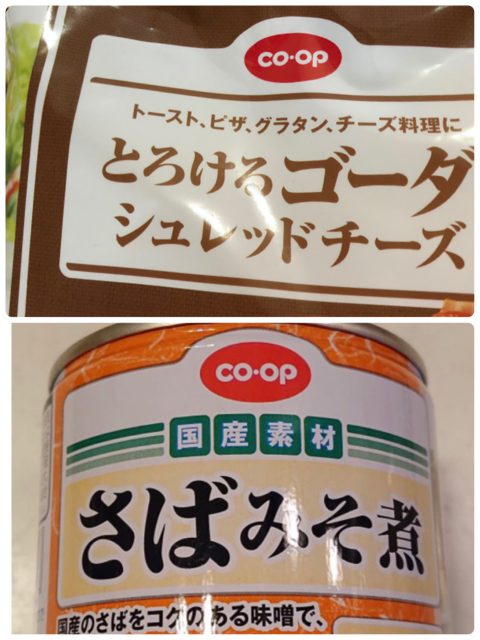 CO·OP
トースト、ピザ、グラタン、チーズ料理に
とろけるゴーダ
シュレッドチーズ
CO·OP
国産素材
さばみそ煮
国産のさばをコクのある味噌で、